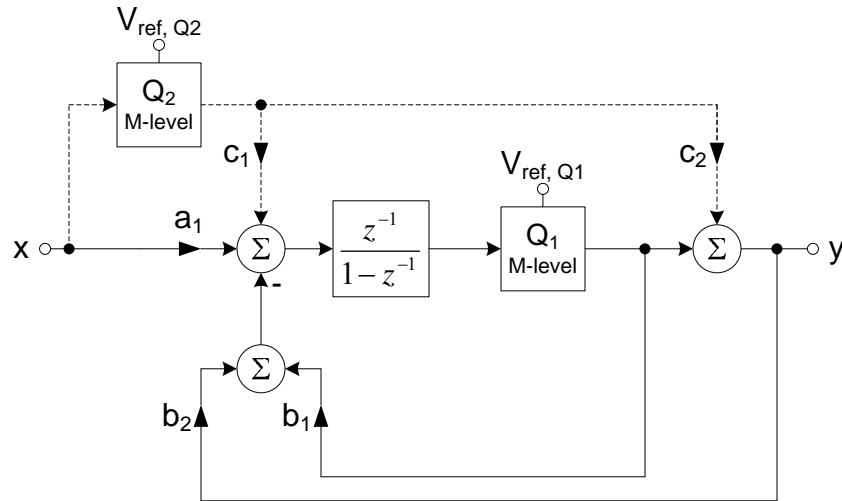 V_ref, Q2
Q_2
M-level
c_1
c_2
V_ref, Q1
x
a_1
Σ
z^{-1}
1 − z^{-1}
Q_1
M-level
Σ
y
-
Σ
b_2
b_1